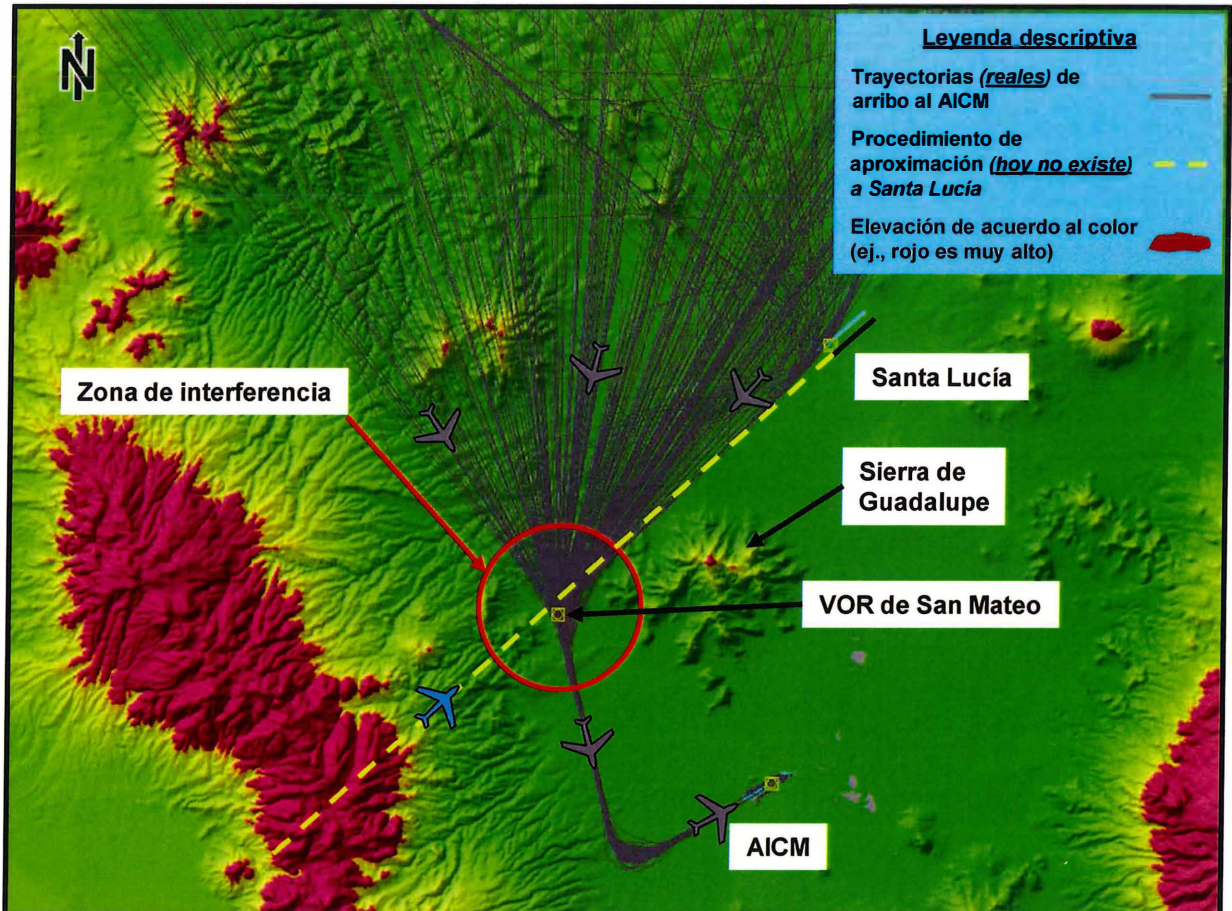 N
Leyenda descriptiva
Trayectorias (reales) de
arribo al AICM
Procedimiento de
aproximación (hoy no existe)
a Santa Lucía
Elevación de acuerdo al color
(ej., rojo es muy alto)
Zona de interferencia
Santa Lucía
Sierra de
Guadalupe
VOR de San Mateo
AICM